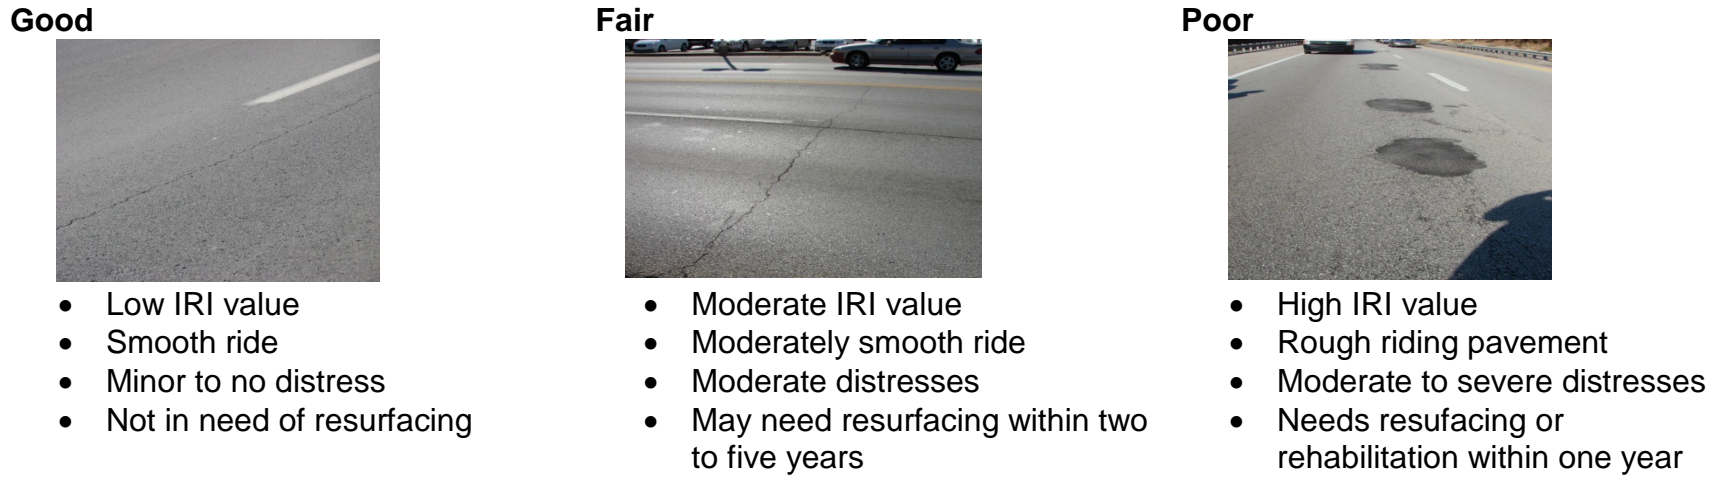 Good
• Low IRI value
• Smooth ride
• Minor to no distress
• Not in need of resurfacing
Fair
• Moderate IRI value
• Moderately smooth ride
• Moderate distresses
• May need resurfacing within two
to five years
Poor
• High IRI value
• Rough riding pavement
• Moderate to severe distresses
• Needs resufacing or
rehabilitation within one year